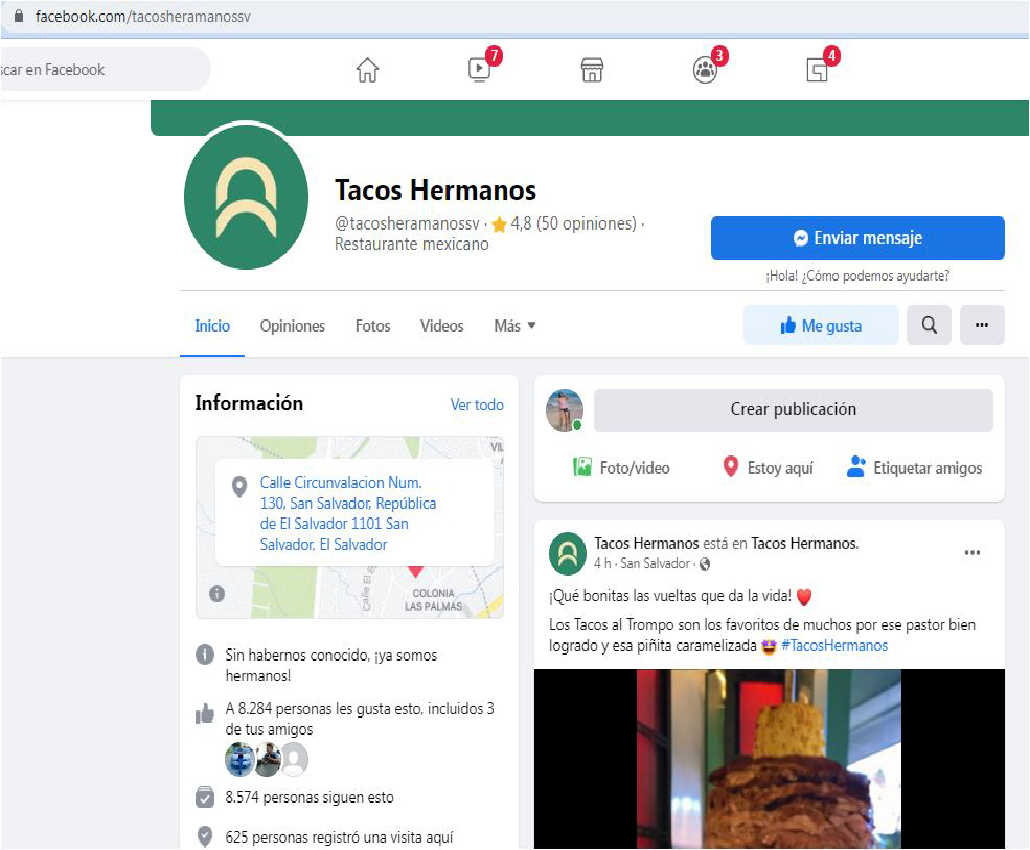 facebook.com/tacosheramanossv
scar en Facebook
7
3
4
Tacos Hermanos
@tacosheramanossv · 4,8 (50 opiniones) ·
Restaurante mexicano
Enviar mensaje
¡Hola! ¿Cómo podemos ayudarte?
Inicio Opiniones Fotos Videos Más
Me gusta
Información
Ver todo
Calle Circunvalacion Num.
130, San Salvador, República
de El Salvador 1101 San
Salvador, El Salvador
VIL
Calle El
COLONIA
LAS PALMAS
Sin habernos conocido, ¡ya somos
hermanos!
A 8.284 personas les gusta esto, incluidos 3
de tus amigos
8.574 personas siguen esto
625 personas registró una visita aquí
Crear publicación
Foto/video Estoy aquí Etiquetar amigos
Tacos Hermanos está en Tacos Hermanos.
4 h · San Salvador ·
¡Qué bonitas las vueltas que da la vida!
Los Tacos al Trompo son los favoritos de muchos por ese pastor bien
logrado y esa piñita caramelizada #TacosHermanos